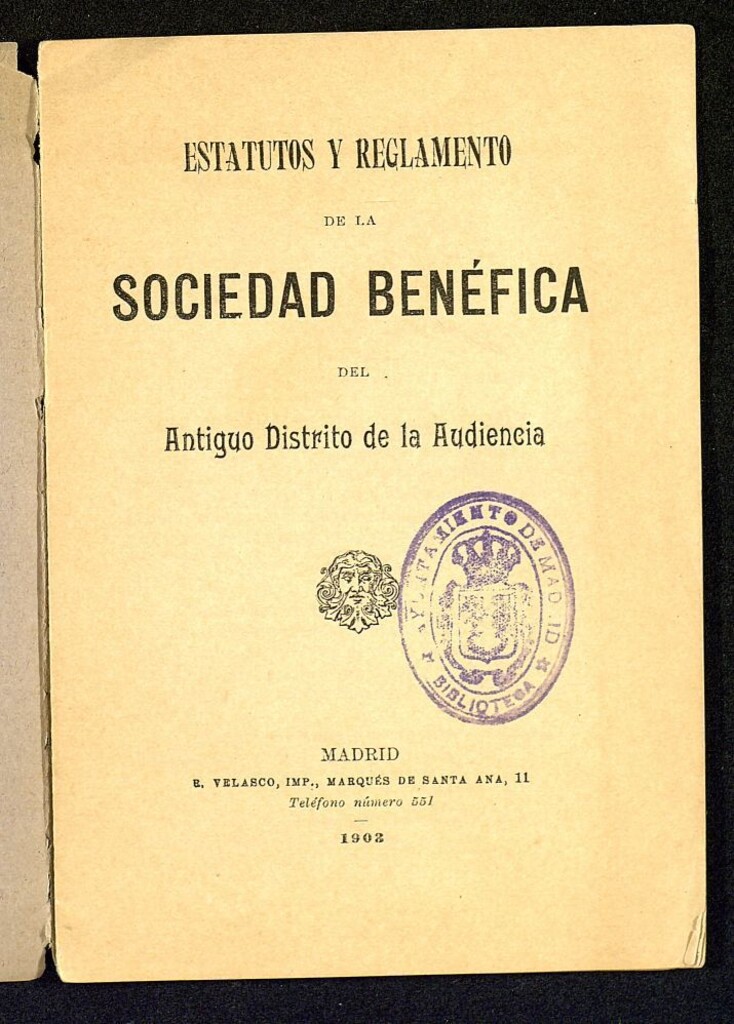 ESTATUTOS Y REGLAMENTO
DE LA
SOCIEDAD BENÉFICA
DEL
Antiguo Distrito de la Audiencia
AYUNTAMIENTO DE MADRID
BIBLIOTECA
MADRID
R. VELASCO, IMP., MARQUÉS DE SANTA ANA, 11
Teléfono número 551
1903